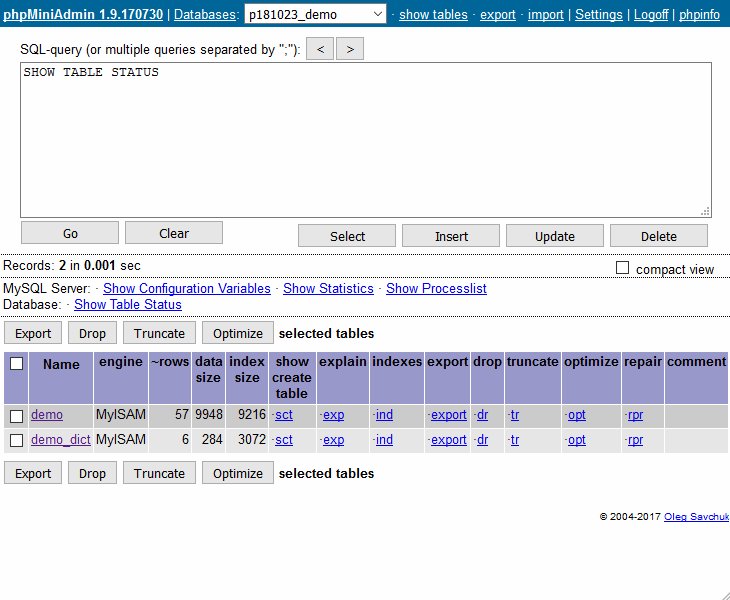 phpMiniAdmin 1.9.170730 | Databases: p181023_demo · show tables · export · import | Settings | Logoff | phpinfo
SQL-query (or multiple queries separated by ";"): < >
SHOW TABLE STATUS
Go Clear Select Insert Update Delete
Records: 2 in 0.001 sec compact view
MySQL Server: · Show Configuration Variables · Show Statistics · Show Processlist
Database: · Show Table Status
Export Drop Truncate Optimize selected tables
Name engine ~rows data size index size show create table explain indexes export drop truncate optimize repair comment
demo MyISAM 57 9948 9216 ·sct ·exp ·ind ·export ·dr ·tr ·opt ·rpr
demo_dict MyISAM 6 284 3072 ·sct ·exp ·ind ·export ·dr ·tr ·opt ·rpr
Export Drop Truncate Optimize selected tables
© 2004-2017 Oleg Savchuk